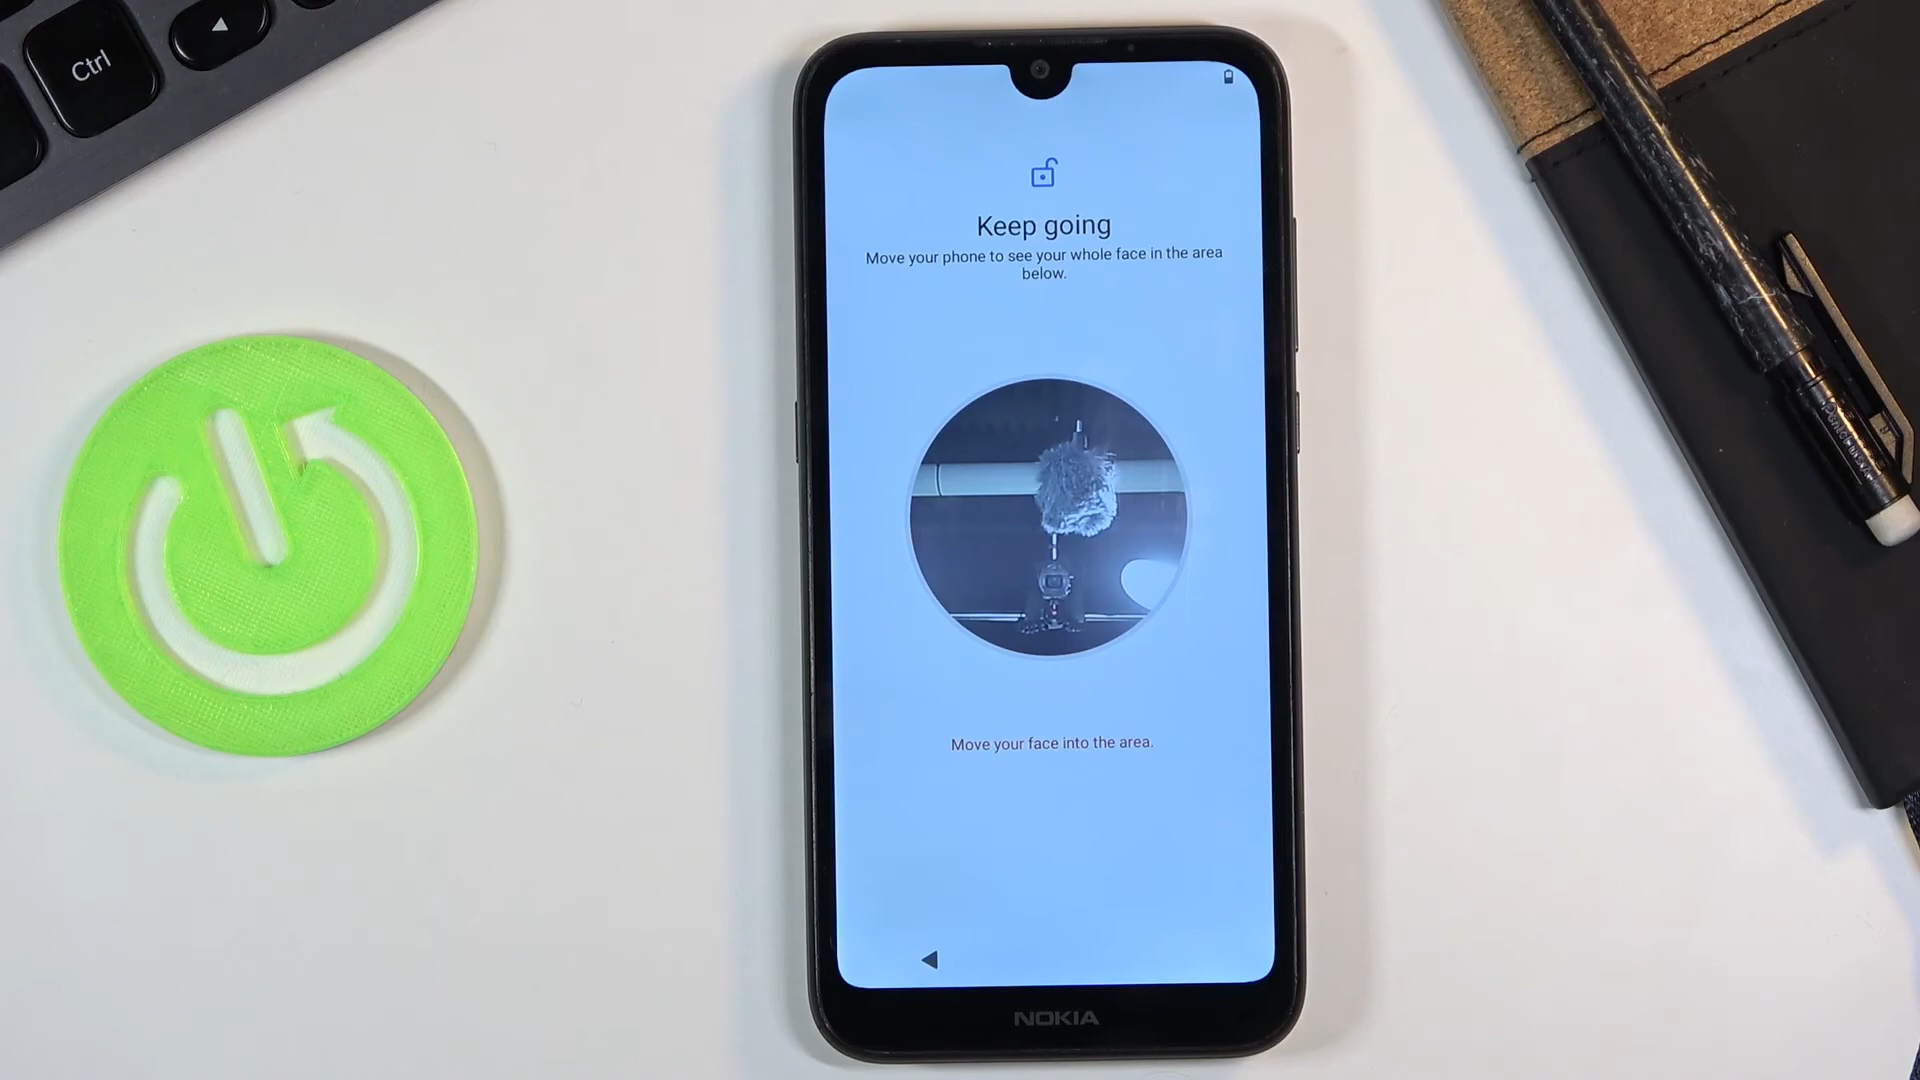 Ctrl
Keep going
Move your phone to see your whole face in the area
below.
Move your face into the area.
NOKIA
Pentel